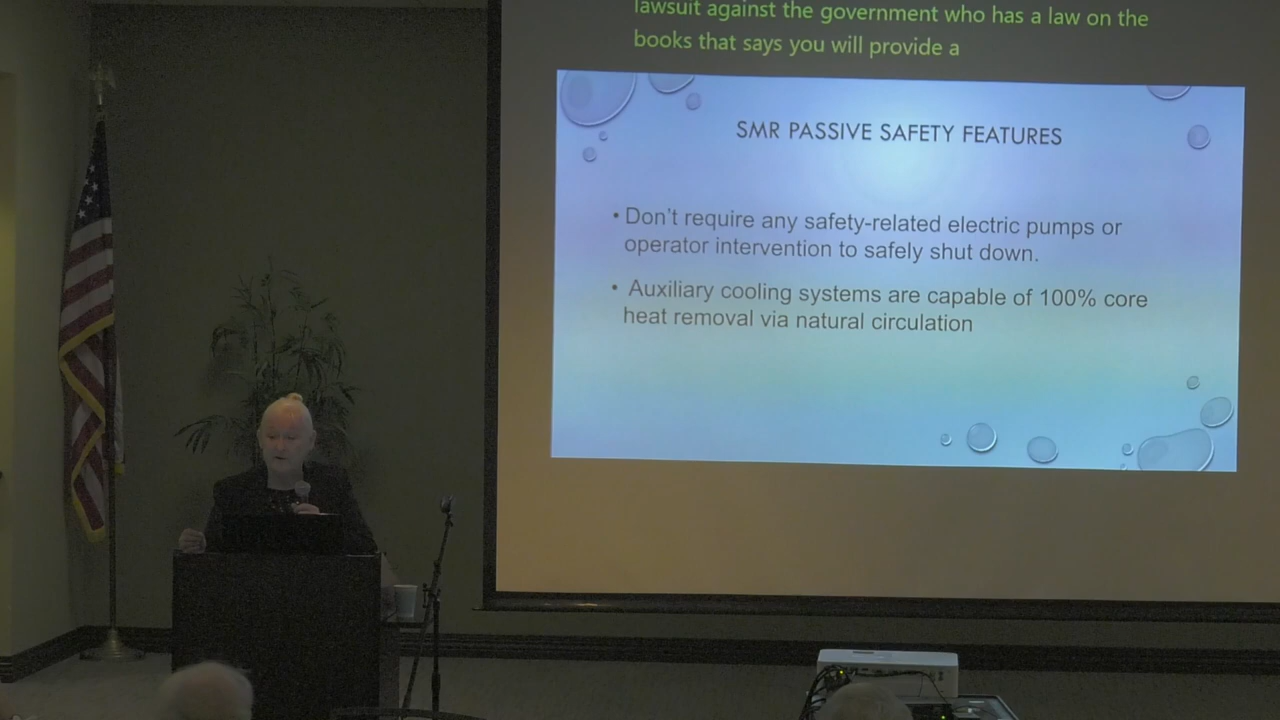 lawsuit against the government who has a law on the
books that says you will provide a
SMR PASSIVE SAFETY FEATURES
• Don't require any safety-related electric pumps or
operator intervention to safely shut down.
• Auxiliary cooling systems are capable of 100% core
heat removal via natural circulation